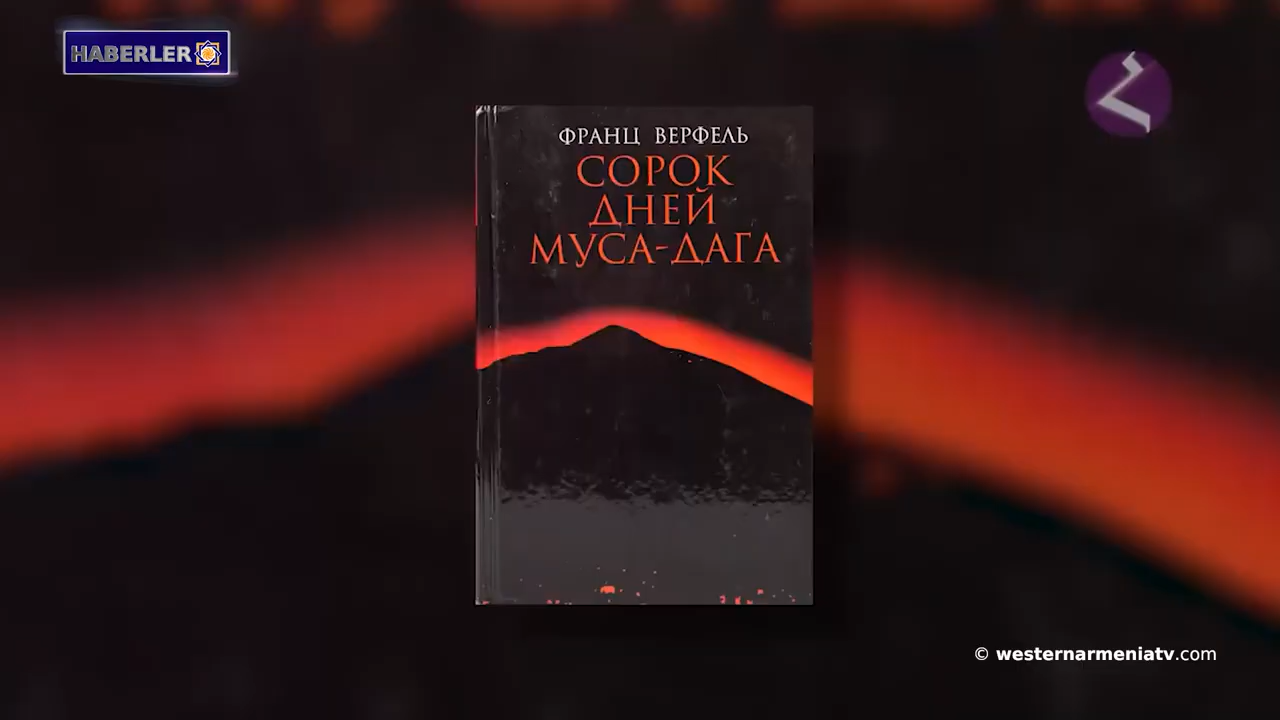 HABERLER
ФРАНЦ ВЕРФЕЛЬ
СОРОК
ДНЕЙ
МУСА-ДАГА
© westernarmeniatv.com